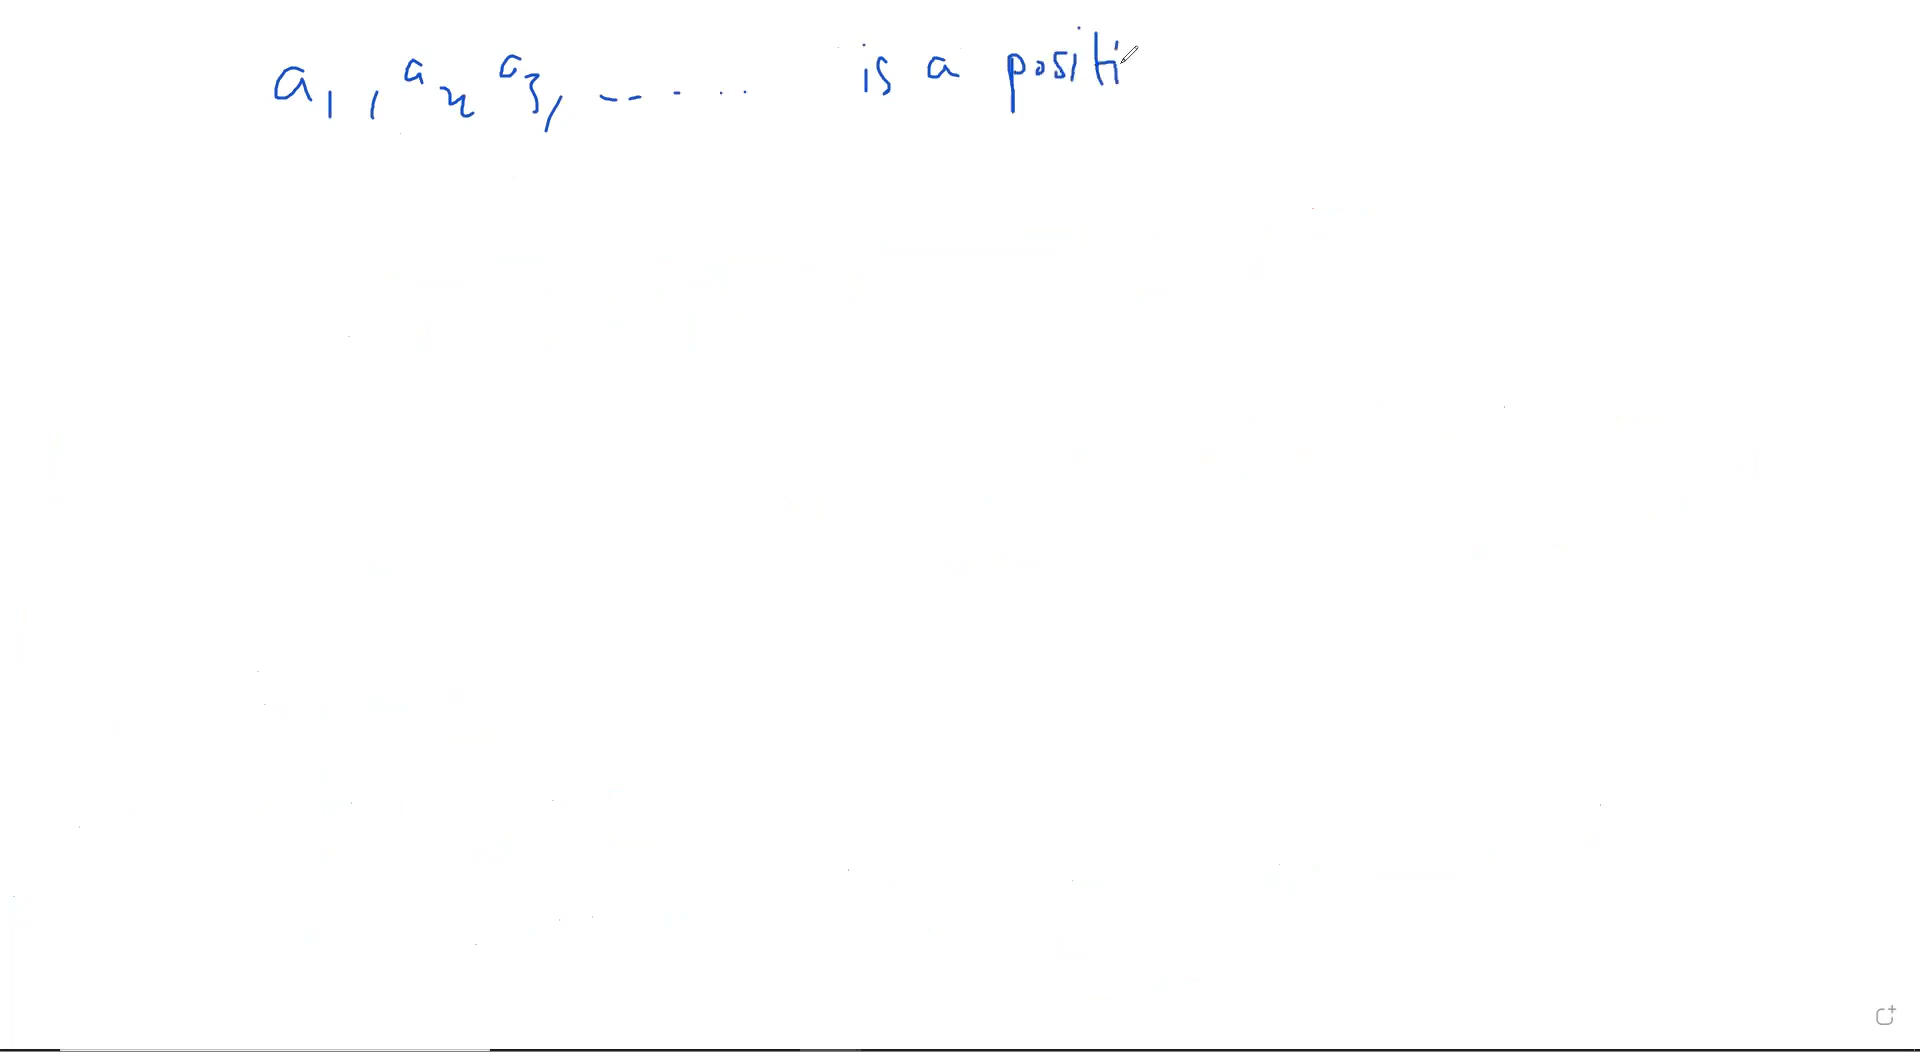 a₁, a₂ a₃, ----... is a positi